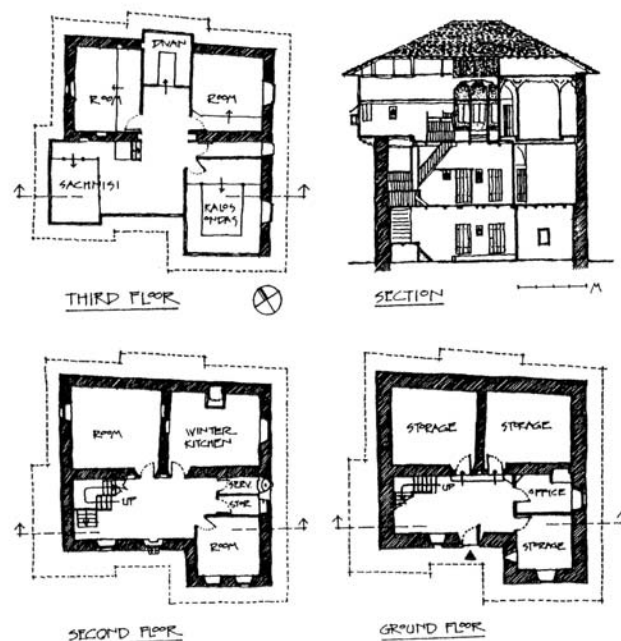 DIVAN
ROOM
ROOM
SACHNISI
KALOS
ONDAS
THIRD FLOOR
SECTION
M
ROOM
WINTER
KITCHEN
SERV.
STOR
UP
ROOM
SECOND FLOOR
STORAGE
STORAGE
UP
OFFICE
STORAGE
GROUND FLOOR